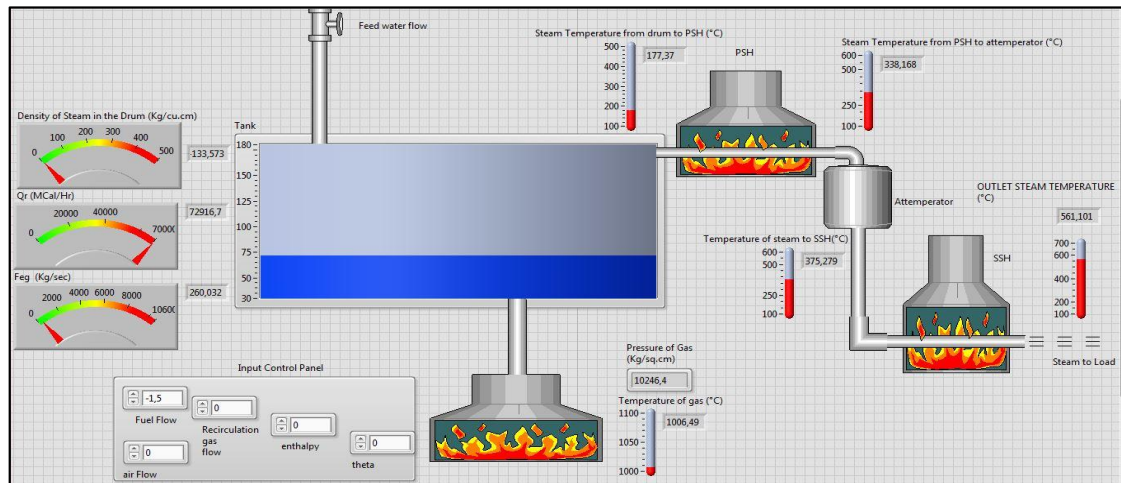 Feed water flow
Steam Temperature from drum to PSH (°C)
500
400
300
200
100
177,37
PSH
Steam Temperature from PSH to attemperator (°C)
600
500
250
100
338,168
Density of Steam in the Drum (Kg/cu.cm)
0
100
200
300
400
500
-133,573
Tank
180
150
125
100
75
50
30
Qr (MCal/Hr)
0
20000
40000
70000
72916,7
Feg (Kg/sec)
0
2000
4000
6000
8000
10600
260,032
Attemperator
OUTLET STEAM TEMPERATURE
(°C)
561,101
700
600
400
200
100
Temperature of steam to SSH(°C)
600
500
250
100
375,279
SSH
Steam to Load
Pressure of Gas
(Kg/sq.cm)
10246,4
Temperature of gas (°C)
1100
1050
1000
1006,49
Input Control Panel
-1,5
Fuel Flow
0
Recirculation
gas
flow
0
enthalpy
0
theta
0
air Flow